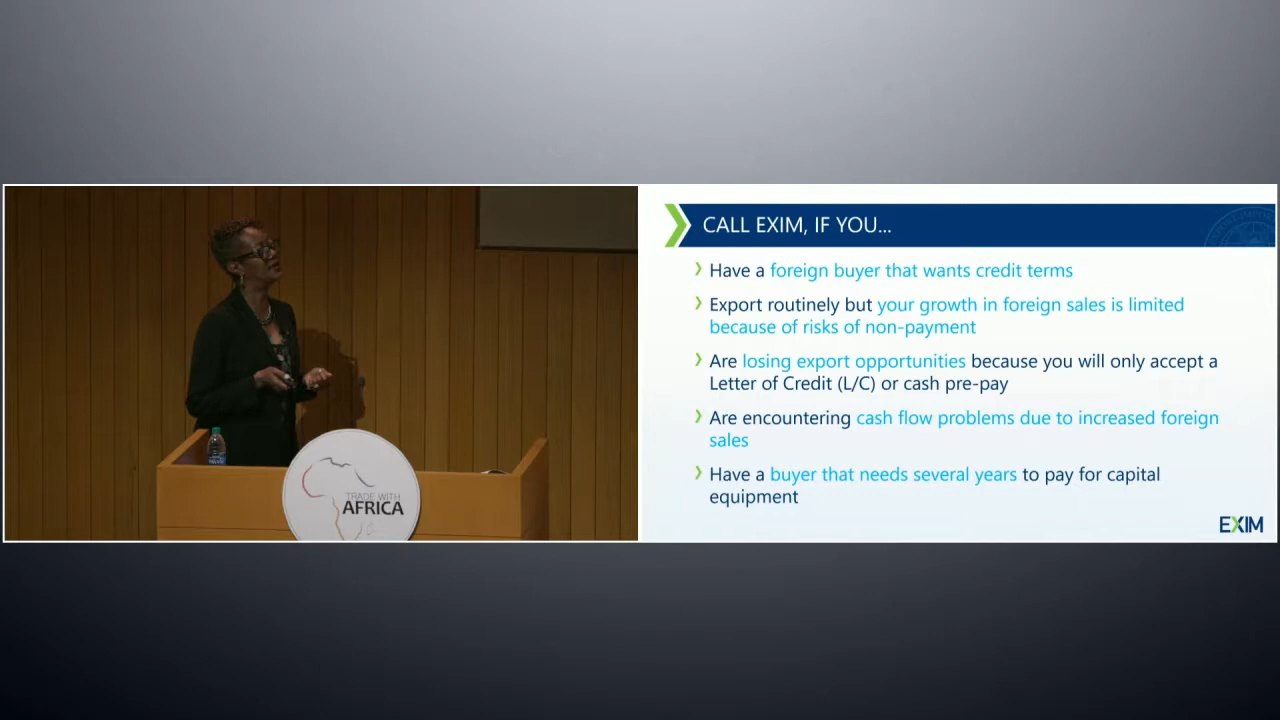 TRADE WITH
AFRICA
CALL EXIM, IF YOU...
Have a foreign buyer that wants credit terms
Export routinely but your growth in foreign sales is limited
because of risks of non-payment
Are losing export opportunities because you will only accept a
Letter of Credit (L/C) or cash pre-pay
Are encountering cash flow problems due to increased foreign
sales
Have a buyer that needs several years to pay for capital
equipment
EXIM